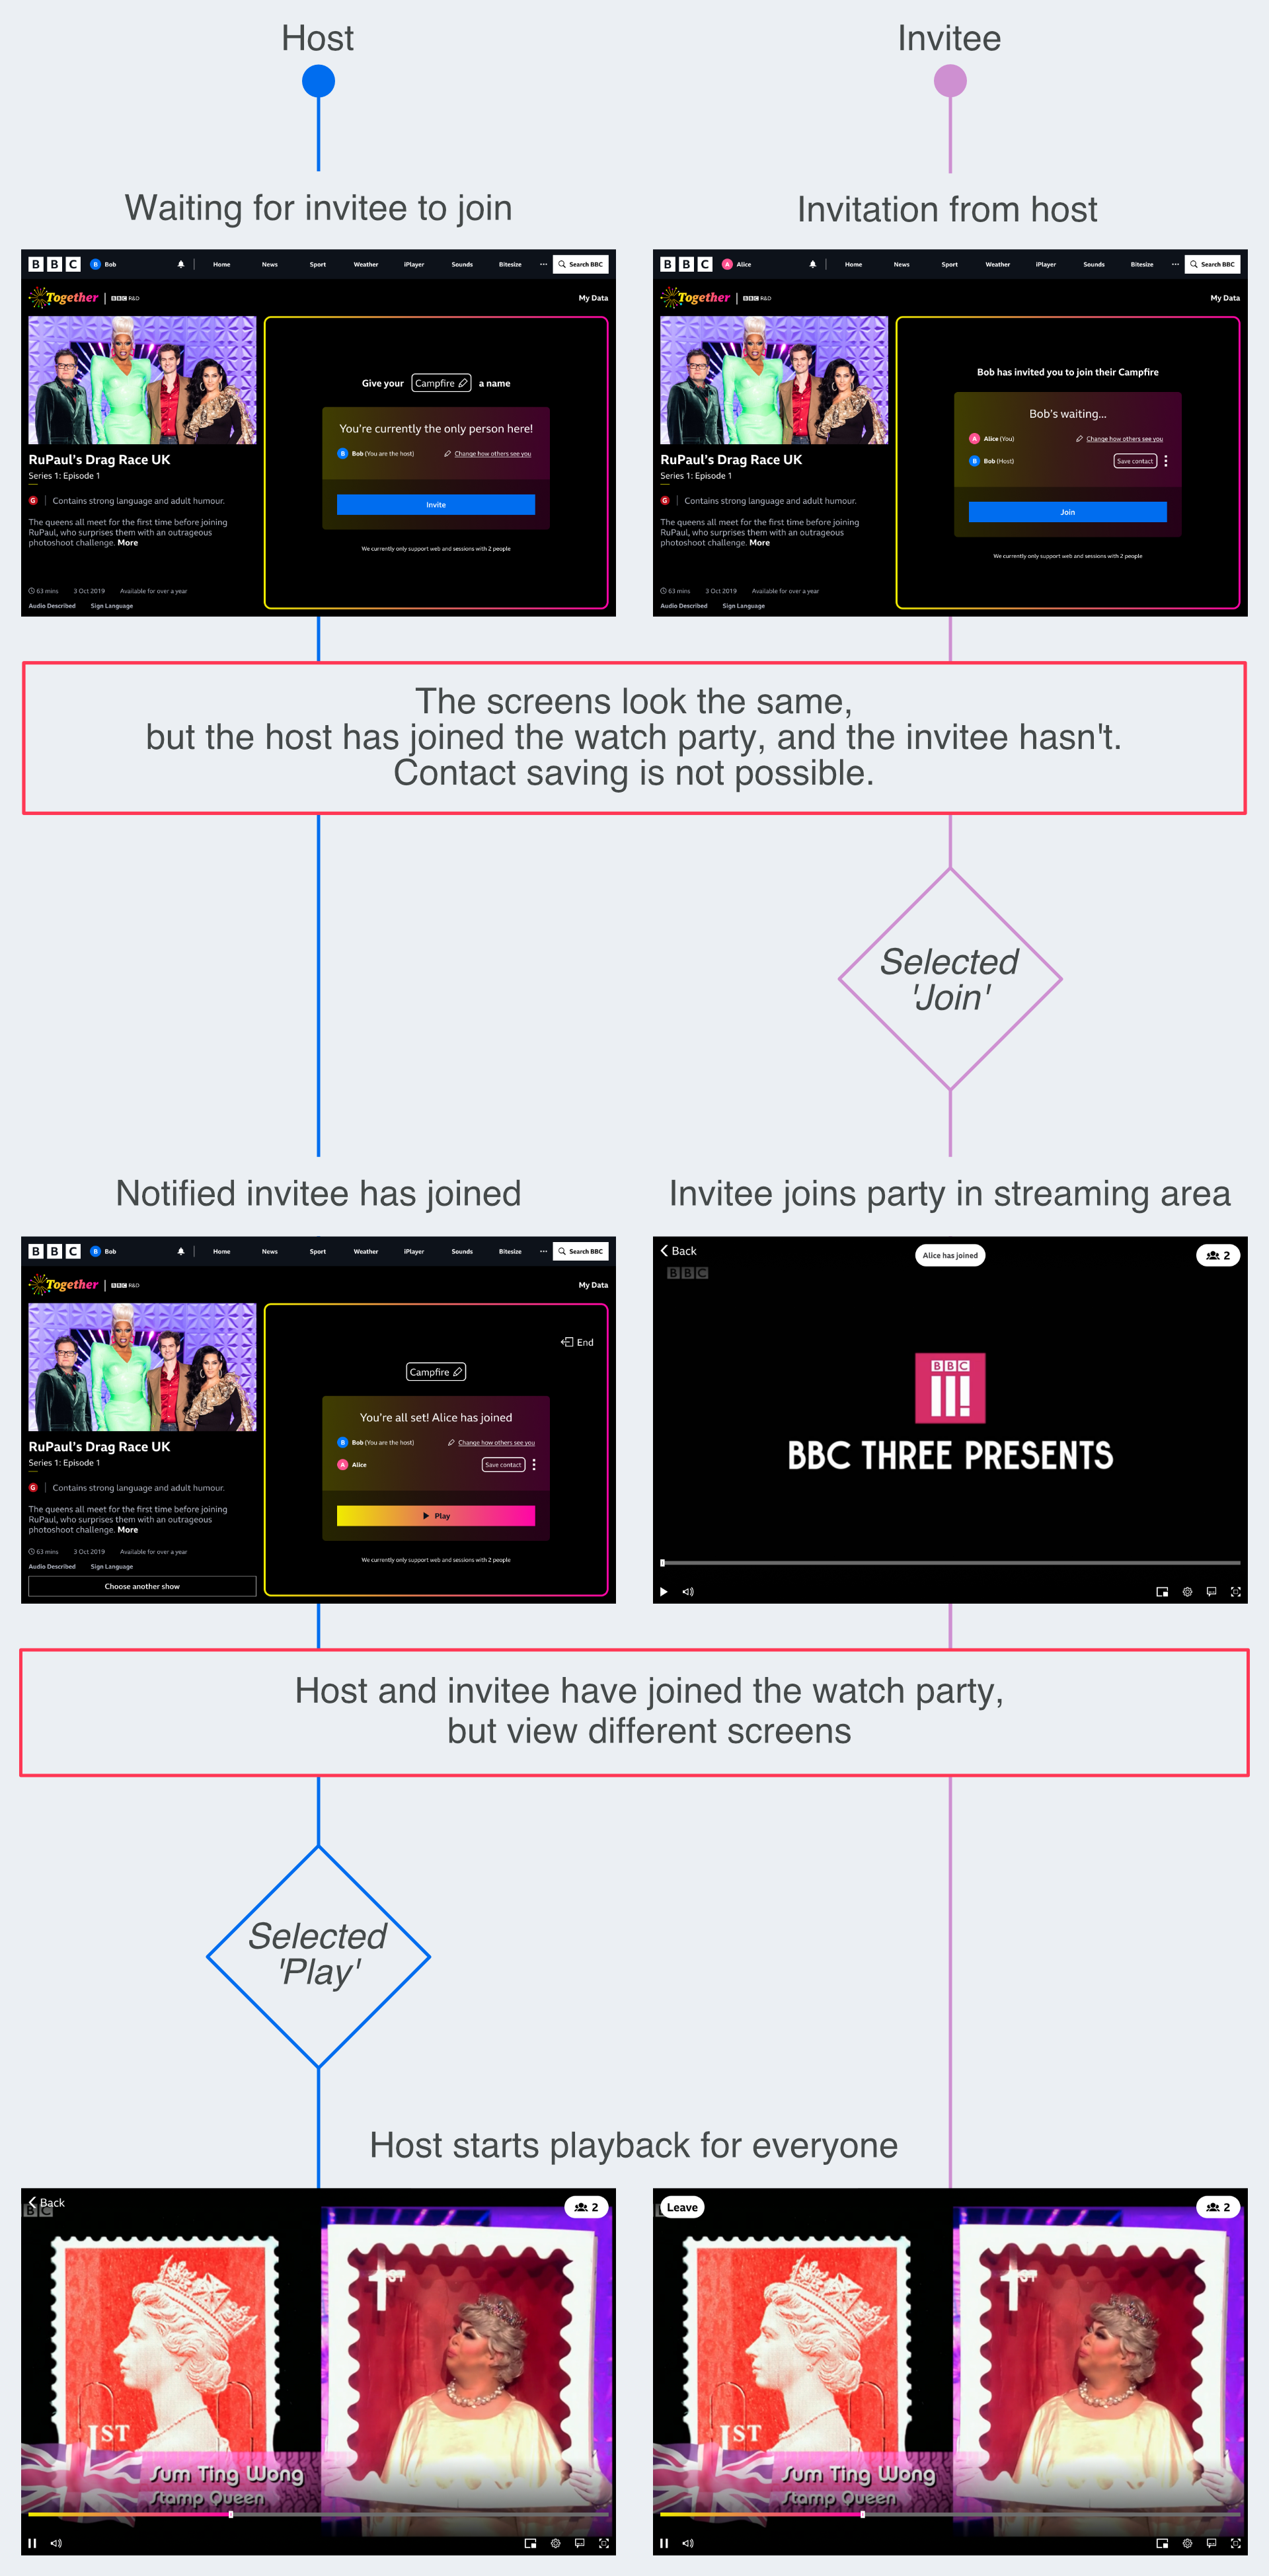 Host
Invitee
Waiting for invitee to join
Invitation from host
BBC B Bob Home News Sport Weather iPlayer Sounds Bitesize ··· Search BBC
Together | BBC R&D My Data
Give your Campfire a name
You're currently the only person here!
B Bob (You are the host) Change how others see you
Invite
We currently only support web and sessions with 2 people
RuPaul's Drag Race UK
Series 1: Episode 1
G | Contains strong language and adult humour.
The queens all meet for the first time before joining
RuPaul, who surprises them with an outrageous
photoshoot challenge. More
63 mins 3 Oct 2019 Available for over a year
Audio Described Sign Language
BBC A Alice Home News Sport Weather iPlayer Sounds Bitesize ··· Search BBC
Together | BBC R&D My Data
Bob has invited you to join their Campfire
Bob's waiting...
A Alice (You) Change how others see you
B Bob (Host) Save contact
Join
We currently only support web and sessions with 2 people
RuPaul's Drag Race UK
Series 1: Episode 1
G | Contains strong language and adult humour.
The queens all meet for the first time before joining
RuPaul, who surprises them with an outrageous
photoshoot challenge. More
63 mins 3 Oct 2019 Available for over a year
Audio Described Sign Language
The screens look the same,
but the host has joined the watch party, and the invitee hasn't.
Contact saving is not possible.
Selected
'Join'
Notified invitee has joined
Invitee joins party in streaming area
BBC B Bob Home News Sport Weather iPlayer Sounds Bitesize ··· Search BBC
Together | BBC R&D My Data
End
Campfire
You're all set! Alice has joined
B Bob (You are the host) Change how others see you
A Alice Save contact
Play
We currently only support web and sessions with 2 people
RuPaul's Drag Race UK
Series 1: Episode 1
G | Contains strong language and adult humour.
The queens all meet for the first time before joining
RuPaul, who surprises them with an outrageous
photoshoot challenge. More
63 mins 3 Oct 2019 Available for over a year
Audio Described Sign Language
Choose another show
Back Alice has joined 2
BBC
BBC
BBC THREE PRESENTS
Host and invitee have joined the watch party,
but view different screens
Selected
'Play'
Host starts playback for everyone
Back 2
1ST
1ST
Sum Ting Wong
Stamp Queen
Leave 2
1ST
1ST
Sum Ting Wong
Stamp Queen